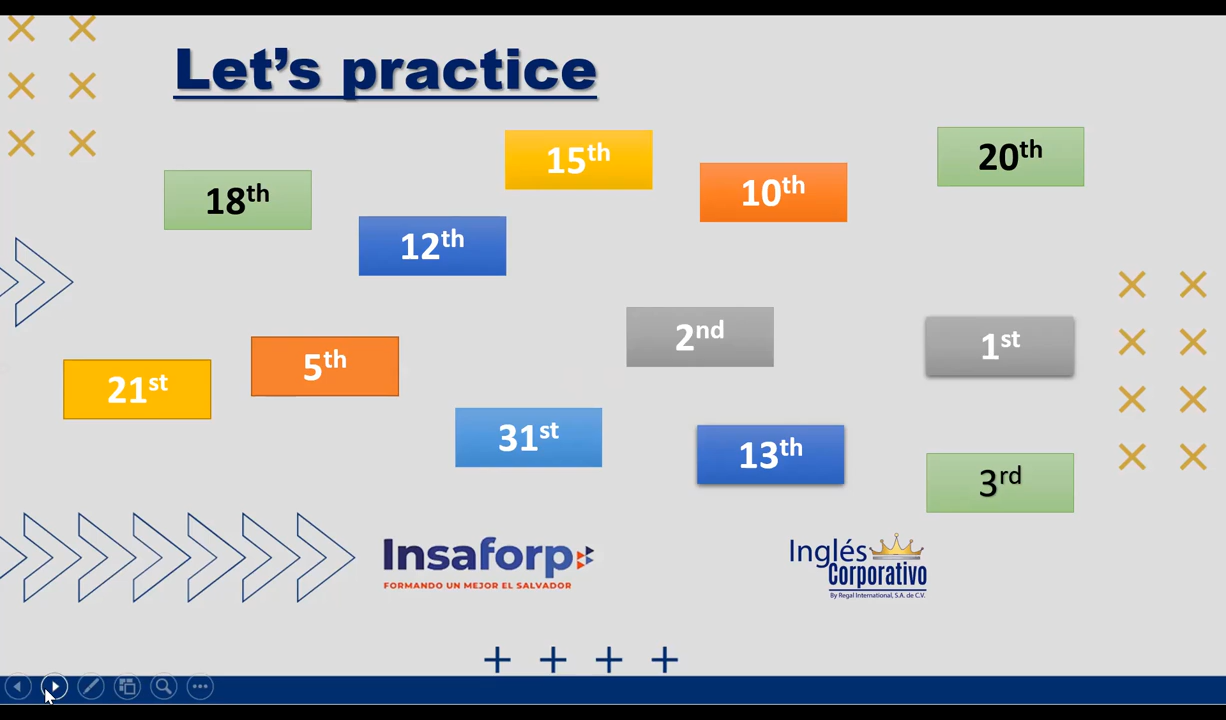 Let's practice
15th
20th
10th
18th
12th
2nd
1st
5th
21st
31st
13th
3rd
Insaforp
FORMANDO UN MEJOR EL SALVADOR
Inglés
Corporativo
By Regal International, S.A. de C.V.